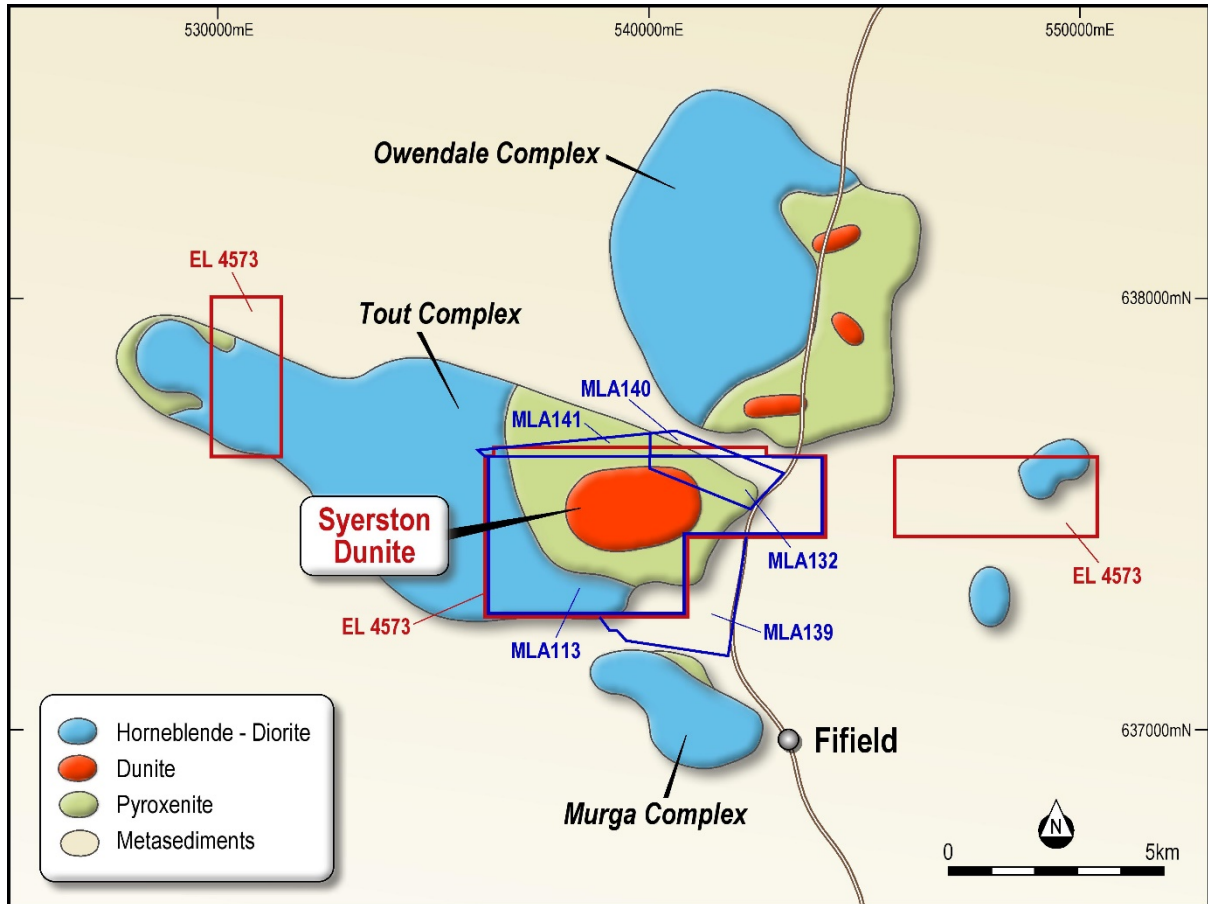 530000mE
540000mE
550000mE
Owendale Complex
EL 4573
638000mN
Tout Complex
MLA140
MLA141
Syerston
Dunite
MLA132
EL 4573
EL 4573
MLA139
MLA113
637000mN
Fifield
Murga Complex
Horneblende - Diorite
Dunite
Pyroxenite
Metasediments
N
0
5km